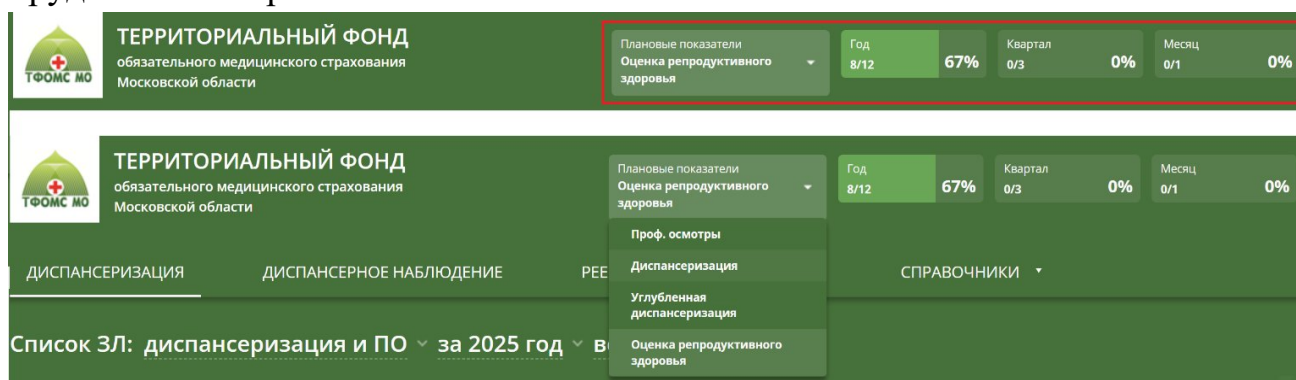 ТЕРРИТОРИАЛЬНЫЙ ФОНД
обязательного медицинского страхования
Московской области
ТФОМС МО
Плановые показатели
Оценка репродуктивного
здоровья
Год
8/12 67%
Квартал
0/3 0%
Месяц
0/1 0%
ТЕРРИТОРИАЛЬНЫЙ ФОНД
обязательного медицинского страхования
Московской области
ТФОМС МО
Плановые показатели
Оценка репродуктивного
здоровья
Год
8/12 67%
Квартал
0/3 0%
Месяц
0/1 0%
Проф. осмотры
Диспансеризация
Углубленная
диспансеризация
Оценка репродуктивного
здоровья
ДИСПАНСЕРИЗАЦИЯ ДИСПАНСЕРНОЕ НАБЛЮДЕНИЕ РЕЕ СПРАВОЧНИКИ
Список ЗЛ: диспансеризация и ПО за 2025 год в